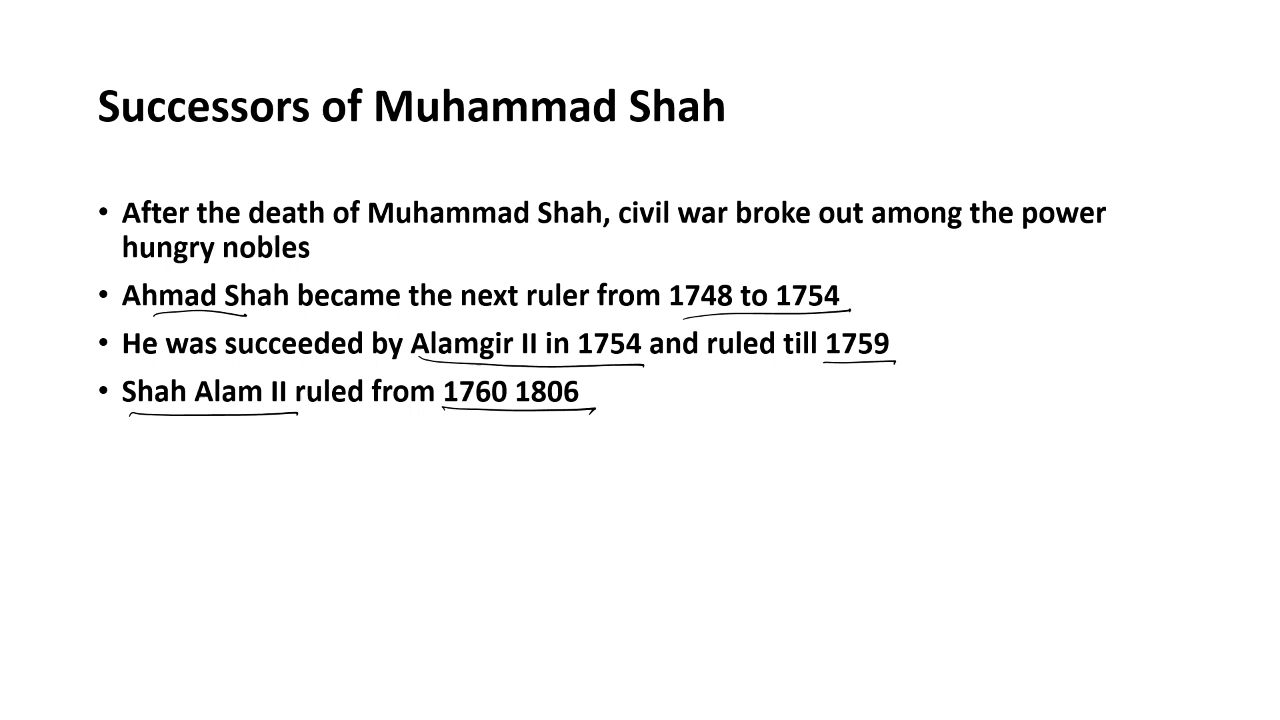 Successors of Muhammad Shah
• After the death of Muhammad Shah, civil war broke out among the power
hungry nobles
• Ahmad Shah became the next ruler from 1748 to 1754
• He was succeeded by Alamgir II in 1754 and ruled till 1759
• Shah Alam II ruled from 1760 1806